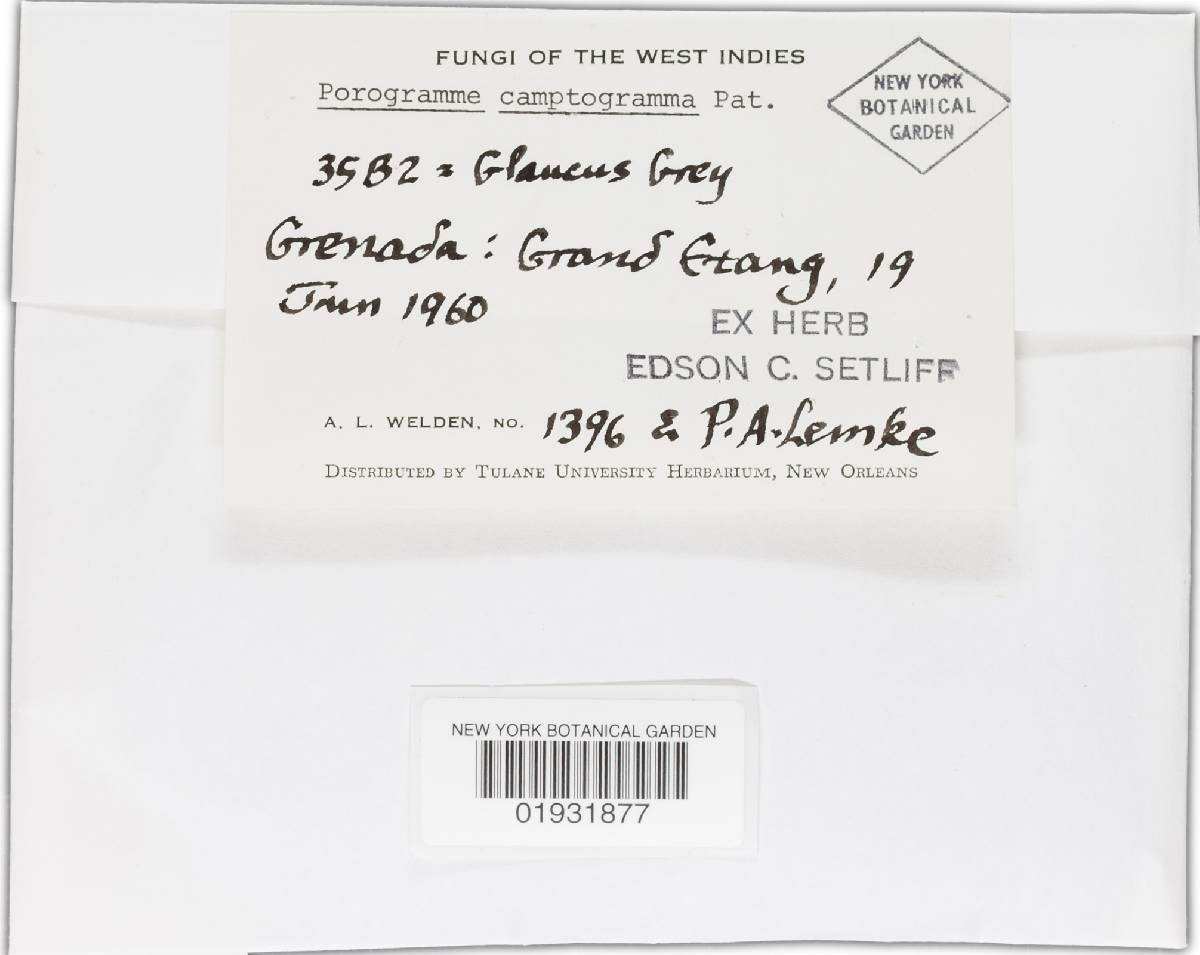 FUNGI OF THE WEST INDIES
Porogramme camptogramma Pat.
NEW YORK
BOTANICAL
GARDEN
35B2 = Glaucus Grey
Grenada: Grand Etang, 19
Jun 1960
EX HERB
EDSON C. SETLIFF
A. L. WELDEN, NO. 1396 & P.A. Lemke
DISTRIBUTED BY TULANE UNIVERSITY HERBARIUM, NEW ORLEANS
NEW YORK BOTANICAL GARDEN
01931877